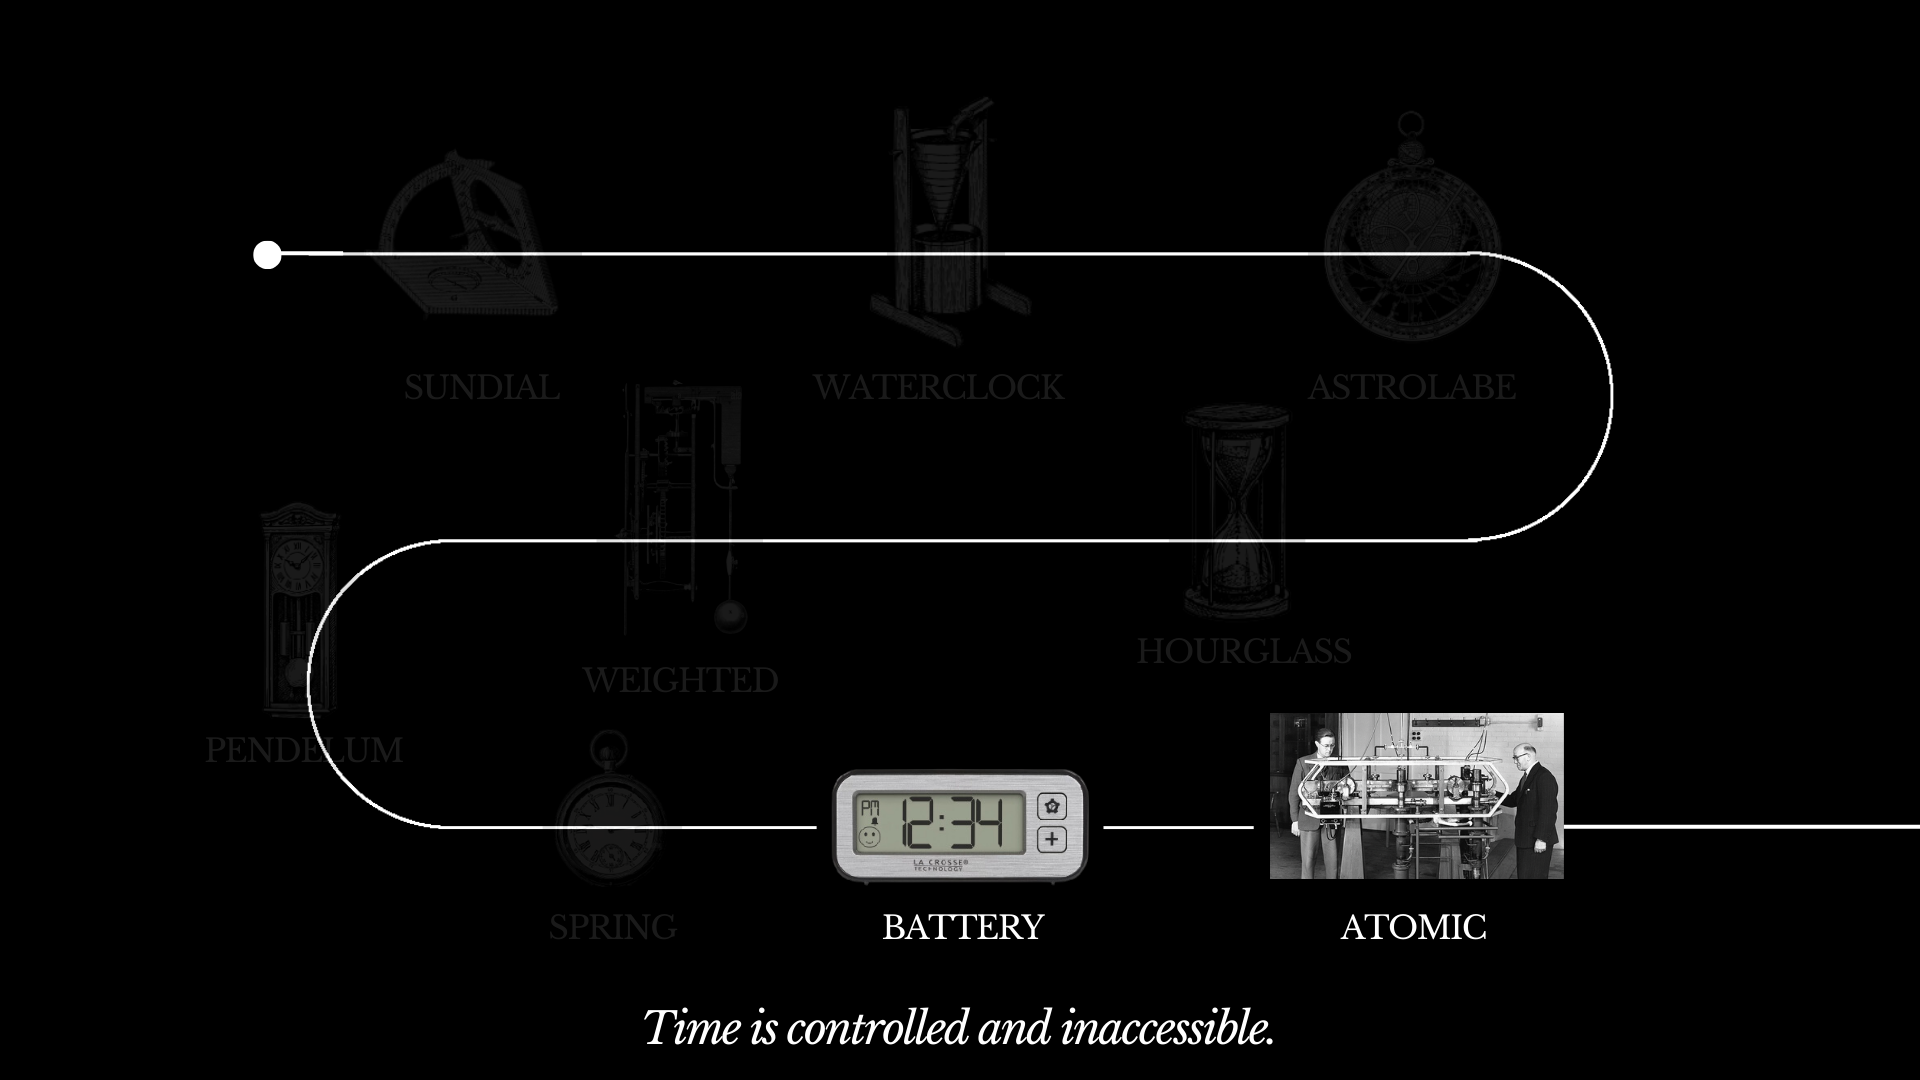 SUNDIAL
WATERCLOCK
ASTROLABE
HOURGLASS
WEIGHTED
PENDELUM
SPRING
PM
12:34
LA CROSSE®
TECHNOLOGY
+
BATTERY
ATOMIC
Time is controlled and inaccessible.